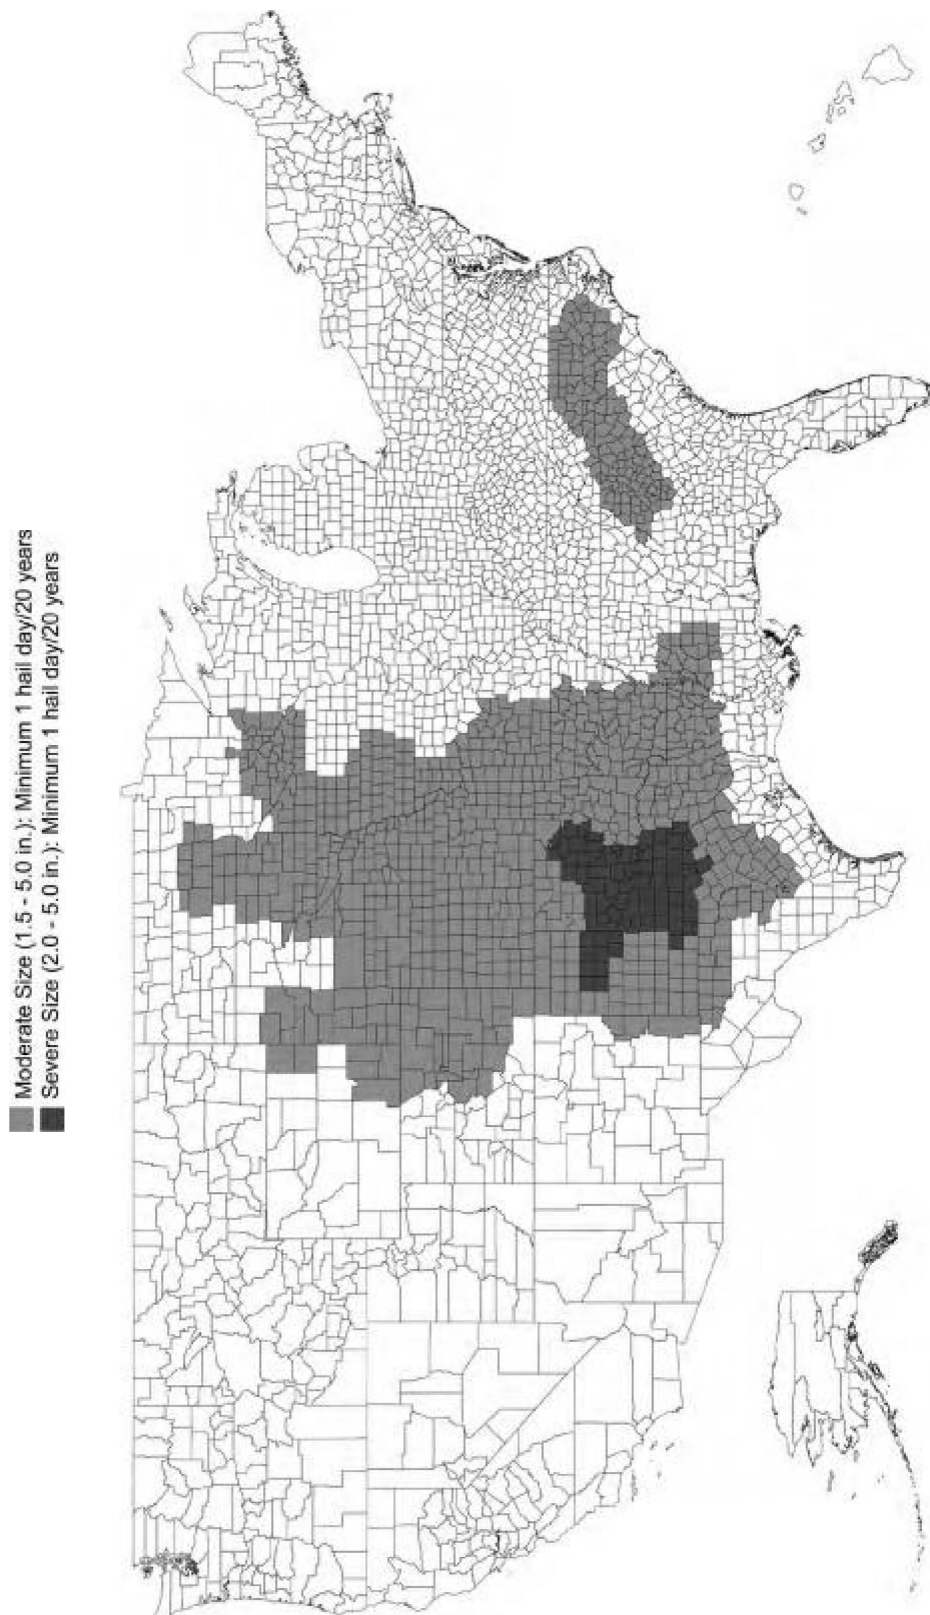 Moderate Size (1.5 - 5.0 in.): Minimum 1 hail day/20 years
Severe Size (2.0 - 5.0 in.): Minimum 1 hail day/20 years